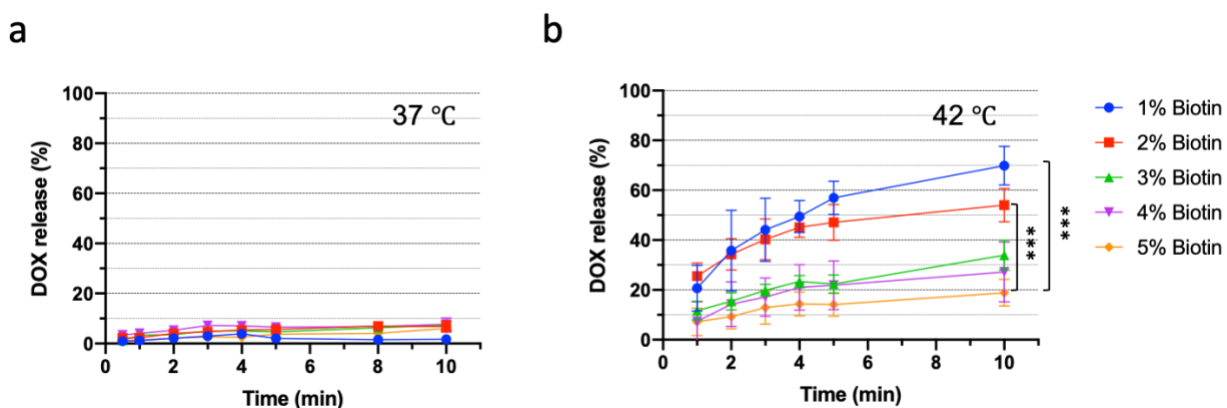 a
b
100
80
60
40
20
0
DOX release (%)
37 °C
0
2
4
6
8
10
Time (min)
100
80
60
40
20
0
DOX release (%)
42 °C
0
2
4
6
8
10
Time (min)
***
***
1% Biotin
2% Biotin
3% Biotin
4% Biotin
5% Biotin